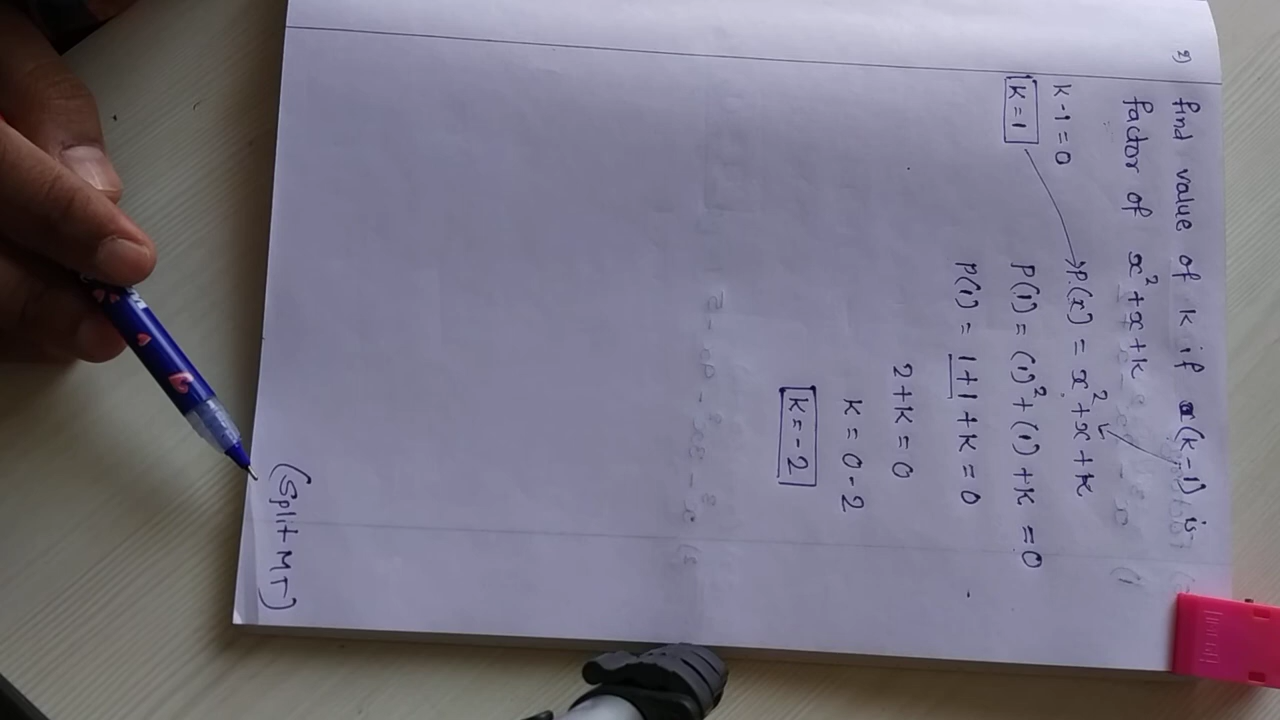 2) find value of k if x(k-1) is
factor of x²+x+k
k-1=0
k=1
P(x) = x²+x+k
P(1) = (1)²+(1)+k =0
P(1) = 1+1+k=0
2+k=0
k=0-2
k=-2
(Split MT)